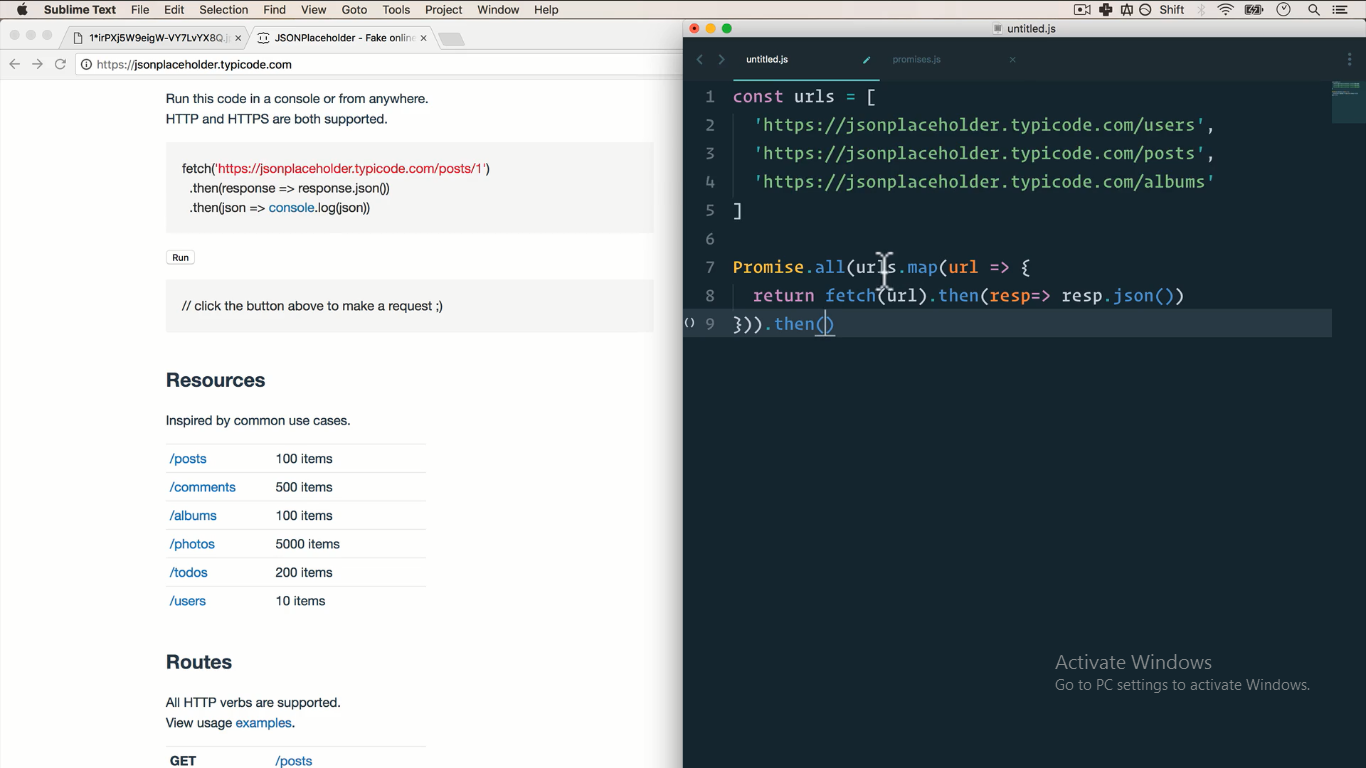 Sublime Text File Edit Selection Find View Goto Tools Project Window Help Shift
1*irPXj5W9eigW-VY7LvYX8Q.j
JSONPlaceholder - Fake online
untitled.js
https://jsonplaceholder.typicode.com
Run this code in a console or from anywhere.
HTTP and HTTPS are both supported.
fetch('https://jsonplaceholder.typicode.com/posts/1')
.then(response => response.json())
.then(json => console.log(json))
Run
// click the button above to make a request ;)
Resources
Inspired by common use cases.
/posts 100 items
/comments 500 items
/albums 100 items
/photos 5000 items
/todos 200 items
/users 10 items
Routes
All HTTP verbs are supported.
View usage examples.
GET /posts
untitled.js promises.js
1 const urls = [
2 'https://jsonplaceholder.typicode.com/users',
3 'https://jsonplaceholder.typicode.com/posts',
4 'https://jsonplaceholder.typicode.com/albums'
5 ]
6
7 Promise.all(urls.map(url => {
8 return fetch(url).then(resp=> resp.json())
() 9 })).then()
Activate Windows
Go to PC settings to activate Windows.